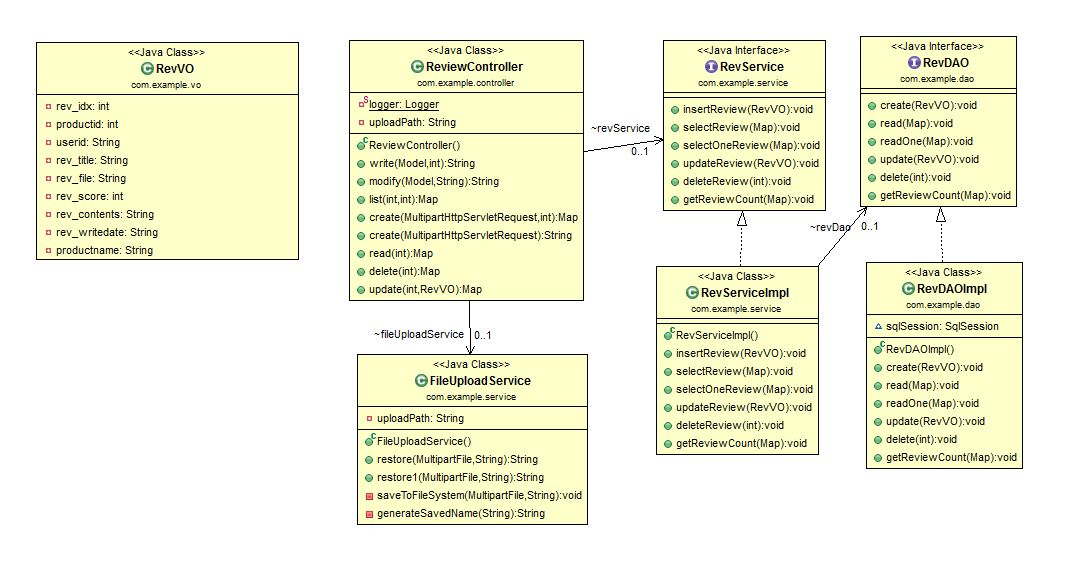 <<Java Class>>
RevVO
com.example.vo
rev_idx: int
productid: int
userid: String
rev_title: String
rev_file: String
rev_score: int
rev_contents: String
rev_writedate: String
productname: String
<<Java Class>>
ReviewController
com.example.controller
logger: Logger
uploadPath: String
ReviewController()
write(Model,int):String
modify(Model,String):String
list(int,int):Map
create(MultipartHttpServletRequest,int):Map
create(MultipartHttpServletRequest):String
read(int):Map
delete(int):Map
update(int,RevVO):Map
~revService
0..1
<<Java Interface>>
RevService
com.example.service
insertReview(RevVO):void
selectReview(Map):void
selectOneReview(Map):void
updateReview(RevVO):void
deleteReview(int):void
getReviewCount(Map):void
<<Java Interface>>
RevDAO
com.example.dao
create(RevVO):void
read(Map):void
readOne(Map):void
update(RevVO):void
delete(int):void
getReviewCount(Map):void
~revDao
0..1
~fileUploadService
0..1
<<Java Class>>
FileUploadService
com.example.service
uploadPath: String
FileUploadService()
restore(MultipartFile,String):String
restore1(MultipartFile,String):String
saveToFileSystem(MultipartFile,String):void
generateSavedName(String):String
<<Java Class>>
RevServiceImpl
com.example.service
RevServiceImpl()
insertReview(RevVO):void
selectReview(Map):void
selectOneReview(Map):void
updateReview(RevVO):void
deleteReview(int):void
getReviewCount(Map):void
<<Java Class>>
RevDAOImpl
com.example.dao
sqlSession: SqlSession
RevDAOImpl()
create(RevVO):void
read(Map):void
readOne(Map):void
update(RevVO):void
delete(int):void
getReviewCount(Map):void